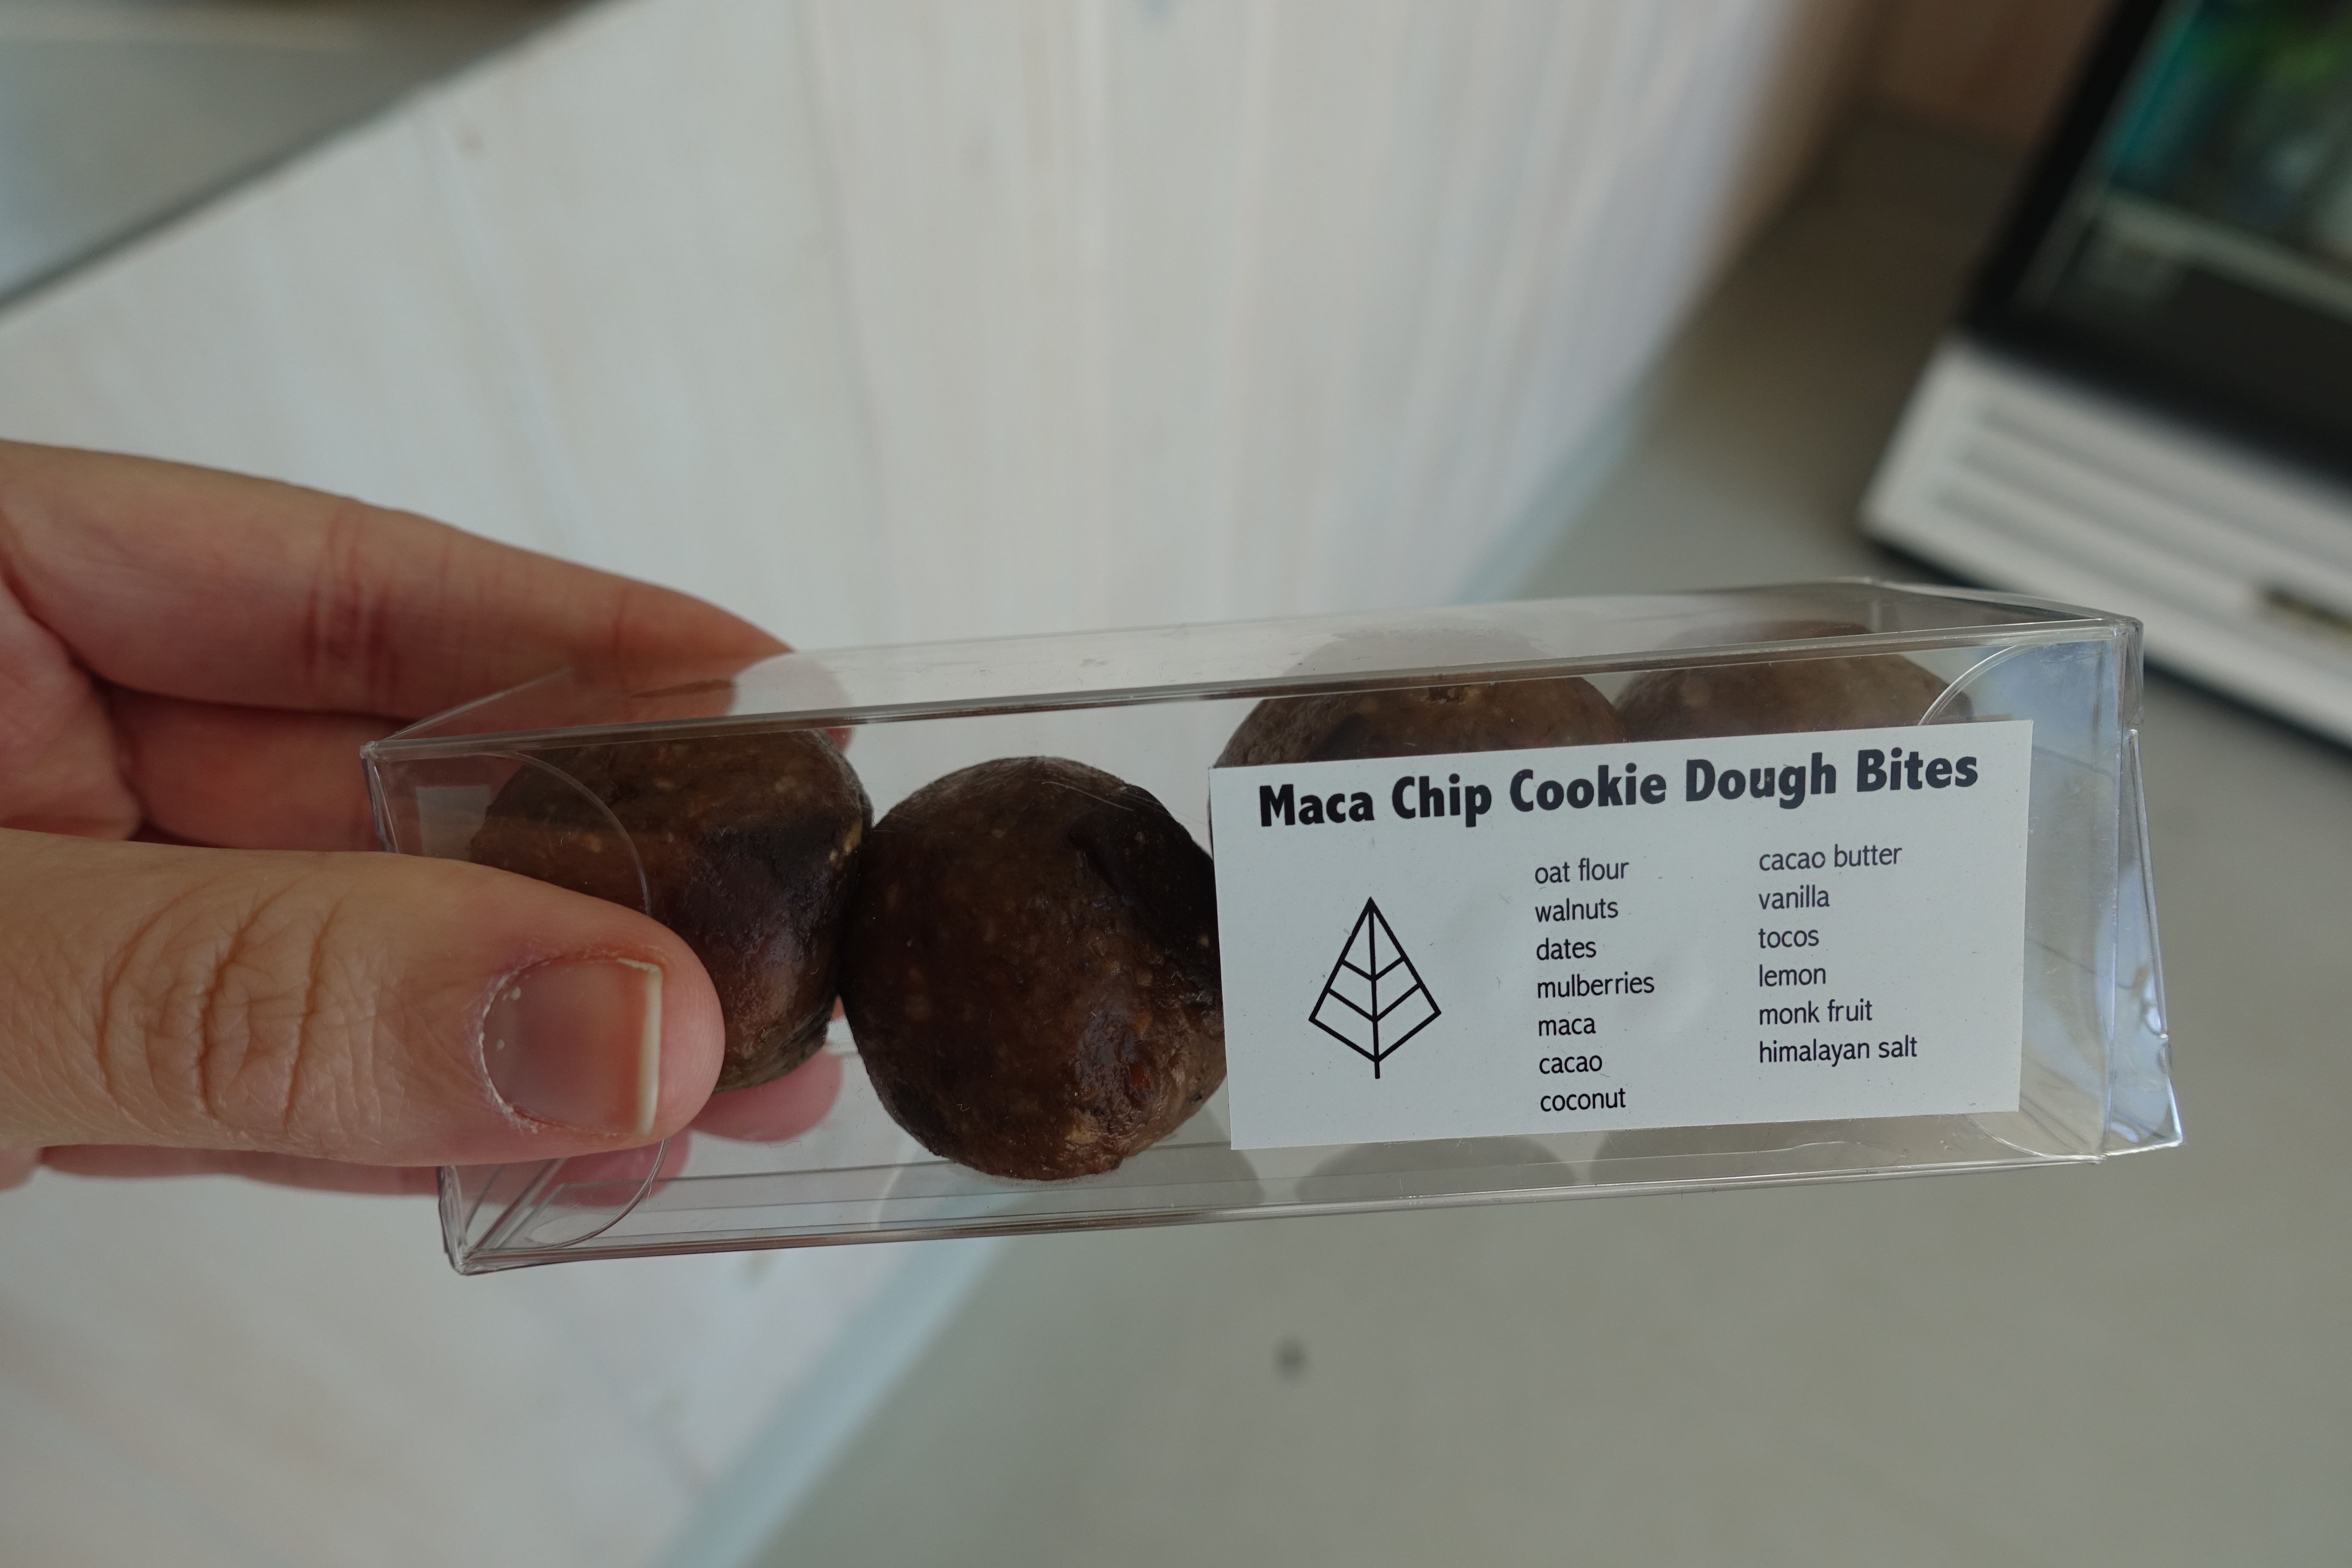 Maca Chip Cookie Dough Bites
oat flour
walnuts
dates
mulberries
maca
cacao
coconut
cacao butter
vanilla
tocos
lemon
monk fruit
himalayan salt